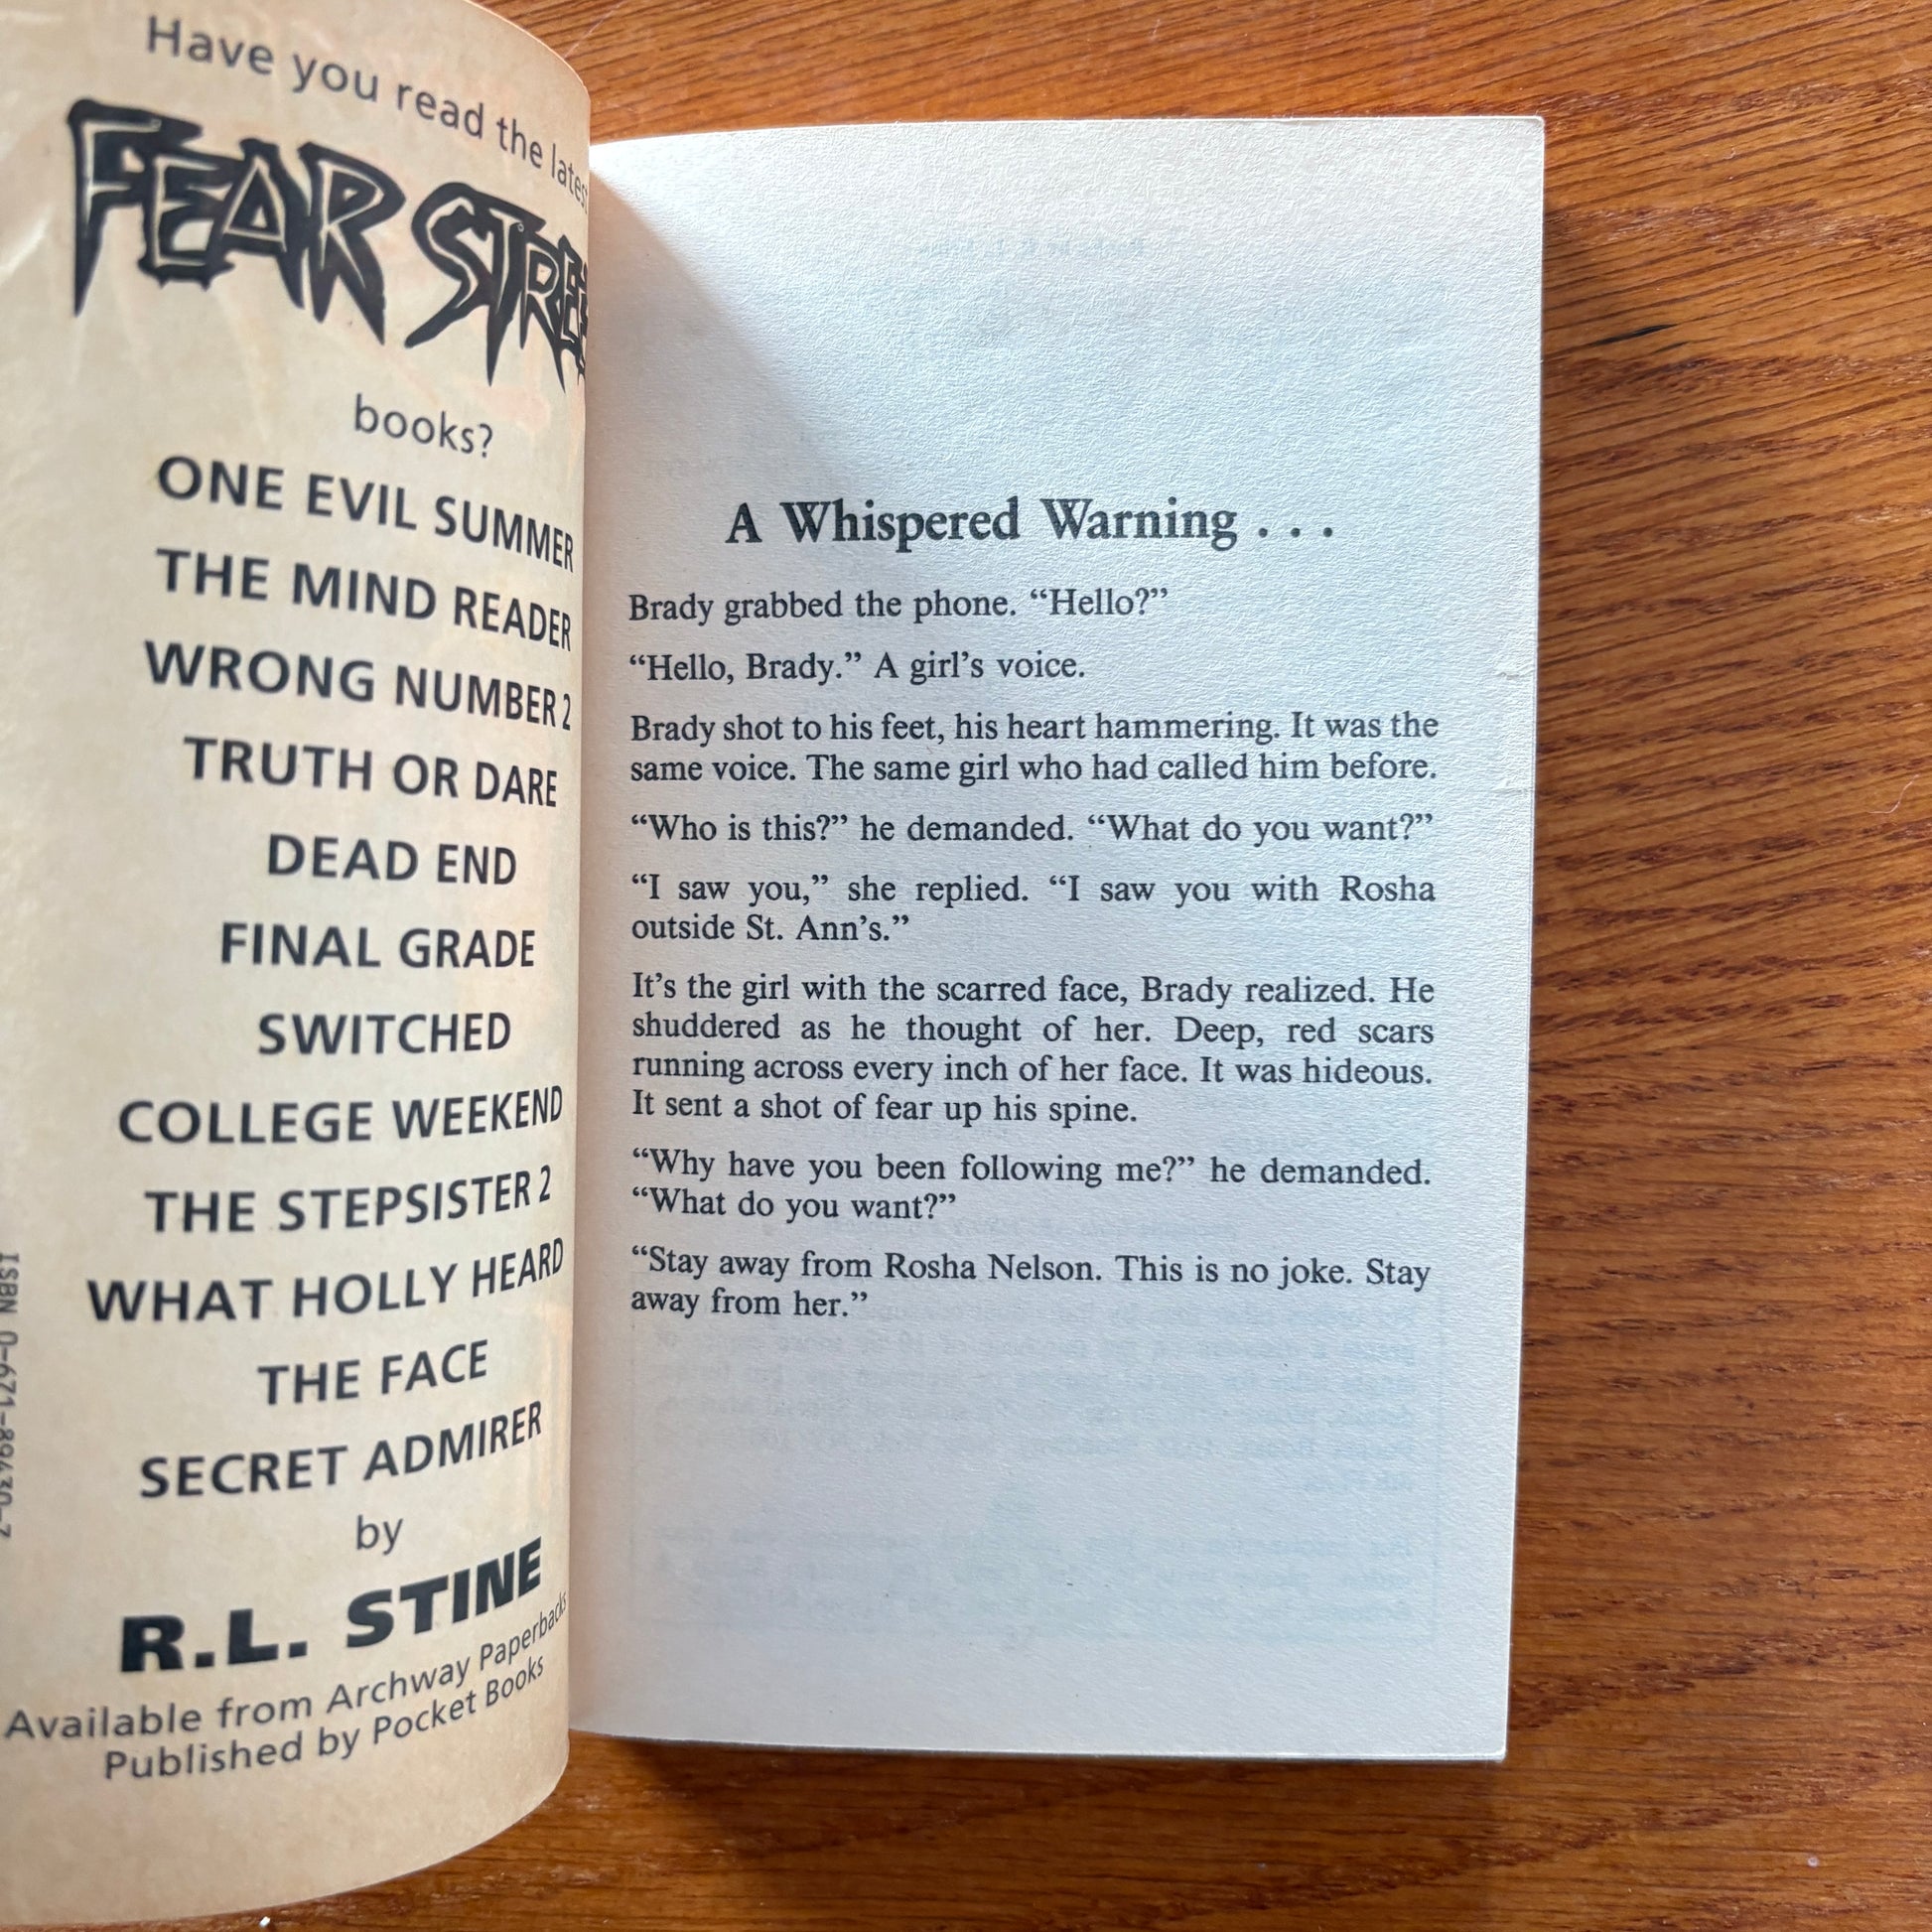 Have you read the latest
FEAR STREE
books?
ONE EVIL SUMMER
THE MIND READER
WRONG NUMBER 2
TRUTH OR DARE
DEAD END
FINAL GRADE
SWITCHED
COLLEGE WEEKEND
THE STEPSISTER 2
WHAT HOLLY HEARD
THE FACE
SECRET ADMIRER
by
R.L. STINE
Available from Archway Paperbacks
Published by Pocket Books
ISBN 0-671-89430-7
A Whispered Warning . . .
Brady grabbed the phone. “Hello?”
“Hello, Brady.” A girl’s voice.
Brady shot to his feet, his heart hammering. It was the
same voice. The same girl who had called him before.
“Who is this?” he demanded. “What do you want?”
“I saw you,” she replied. “I saw you with Rosha
outside St. Ann’s.”
It’s the girl with the scarred face, Brady realized. He
shuddered as he thought of her. Deep, red scars
running across every inch of her face. It was hideous.
It sent a shot of fear up his spine.
“Why have you been following me?” he demanded.
“What do you want?”
“Stay away from Rosha Nelson. This is no joke. Stay
away from her.”